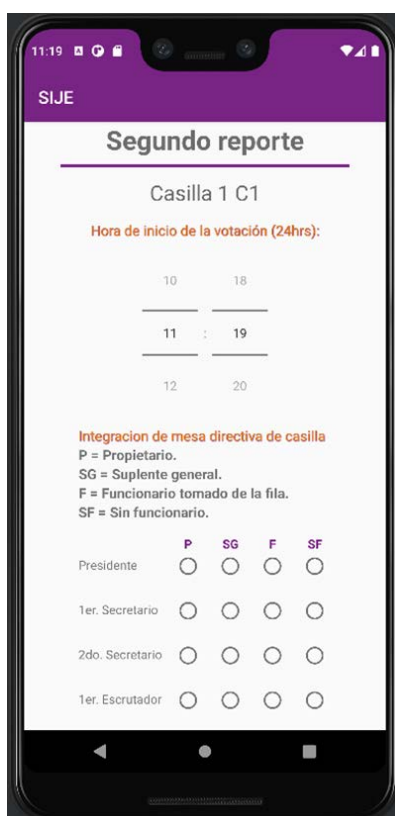 11:19
SIJE
Segundo reporte
Casilla 1 C1
Hora de inicio de la votación (24hrs):
10 18
11 : 19
12 20
Integracion de mesa directiva de casilla
P = Propietario.
SG = Suplente general.
F = Funcionario tomado de la fila.
SF = Sin funcionario.
P SG F SF
Presidente
1er. Secretario
2do. Secretario
1er. Escrutador